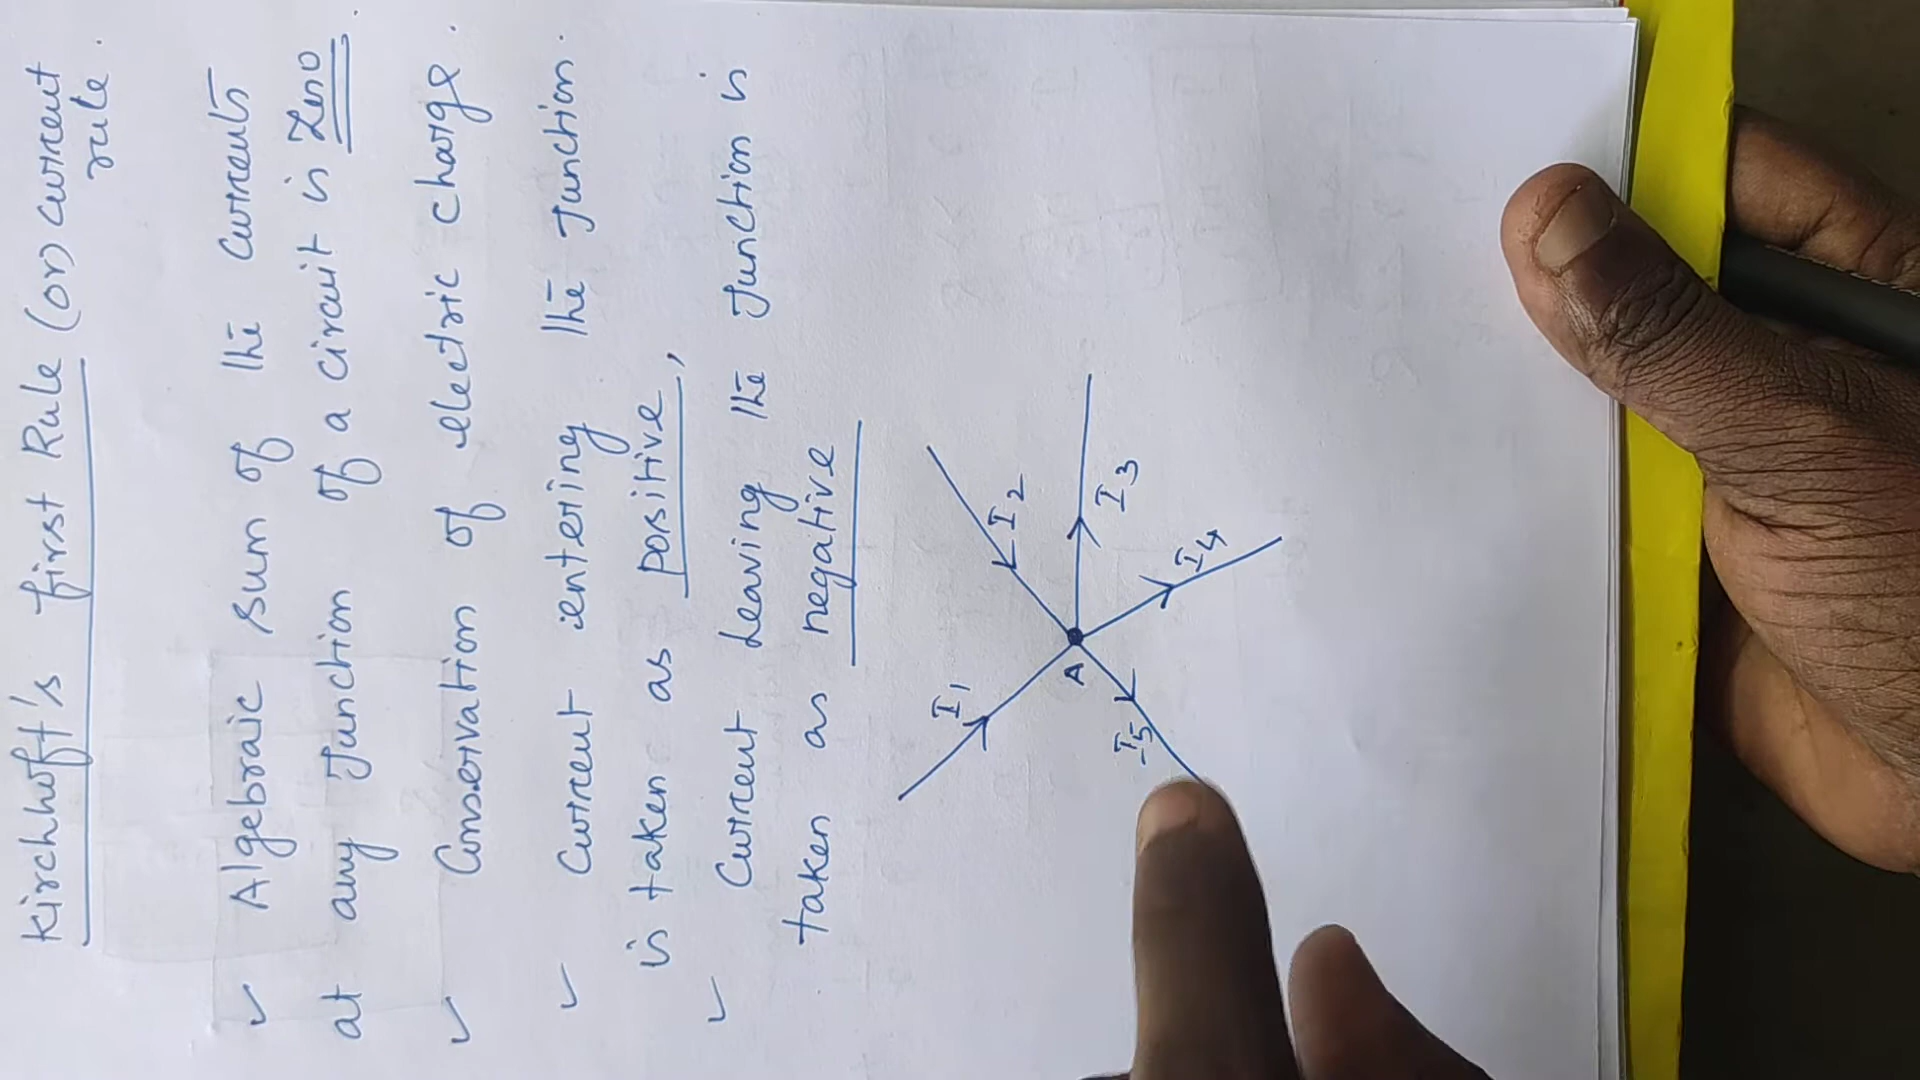 Kirchhoff's first Rule (or) current
rule.
✓ Algebraic sum of the currents
at any Junction of a circuit is Zero.
✓ Conservation of electric charge.
✓ Current entering the Junction.
is taken as positive,
✓ Current Leaving the Junction is
taken as negative
I1
I2
A
I3
I5
I4